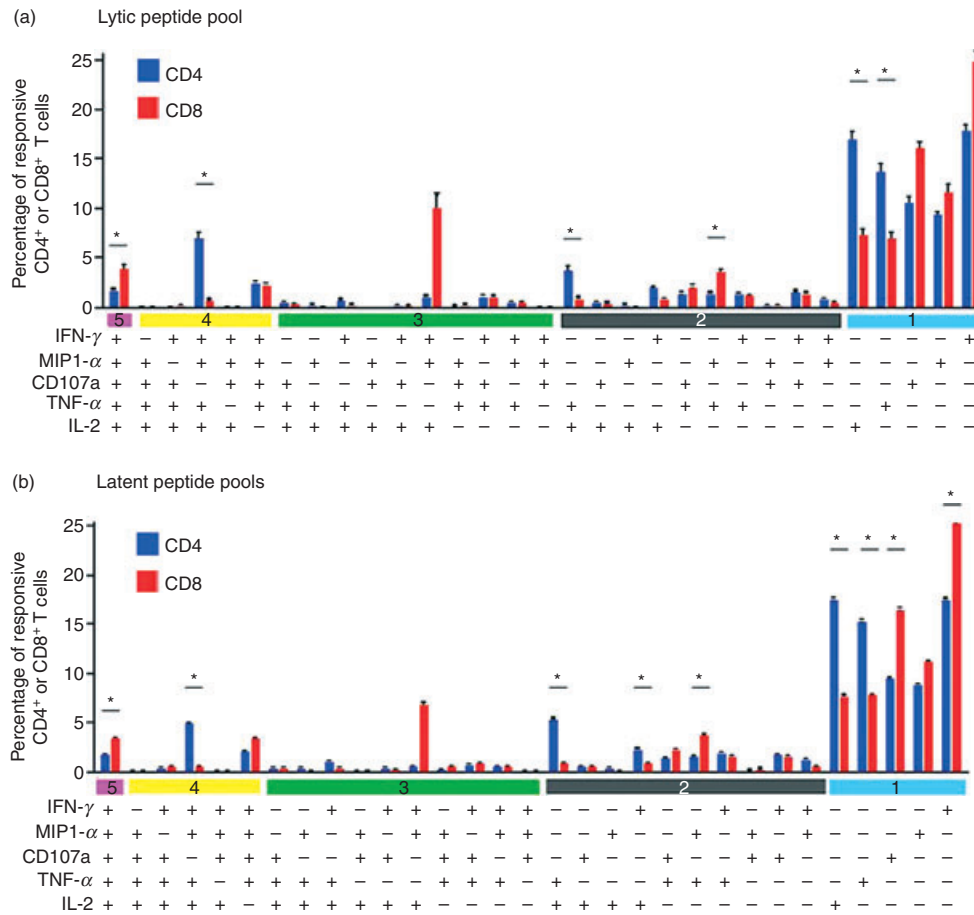 (a) Lytic peptide pool
Percentage of responsive
CD4+ or CD8+ T cells
25
20
15
10
5
0
CD4
CD8
* * * * * *
5 4 3 2 1
IFN-γ + − + + + + − − + − + + − + + + − − − + − − + − + + − − − − +
MIP1-α + + − + + + − + − + − + + − + + − − + − − + − + − + − − − + −
CD107a + + + − + + + − − + + − + + − + − + − − + − − + + − − − + − −
TNF-α + + + + − + + + + − − − + + + − + − − − + + + − − − − + − − −
IL-2 + + + + + − + + + + + + − − − − + + + + − − − − − − + − − − −
(b) Latent peptide pools
Percentage of responsive
CD4+ or CD8+ T cells
25
20
15
10
5
0
CD4
CD8
* * * * * * * * *
5 4 3 2 1
IFN-γ + − + + + + − − + − + + − + + + − − − + − − + − + + − − − − +
MIP1-α + + − + + + − + − + − + + − + + − − + − − + − + − + − − − + −
CD107a + + + − + + + − − + + − + + − + − + − − + − − + + − − − + − −
TNF-α + + + + − + + + + − − − + + + − + − − − + + + − − − − + − − −
IL-2 + + + + + − + + + + + + − − − − + + + + − − − − − − + − − − −